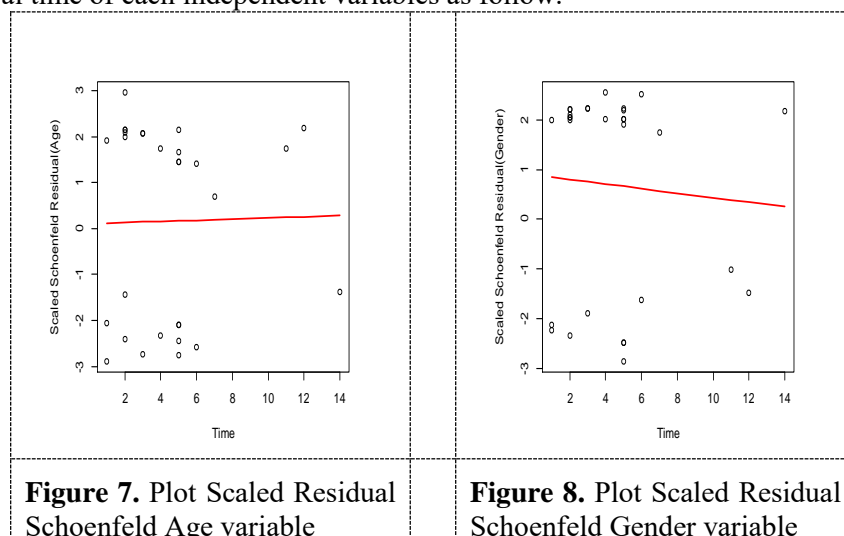 al time of each independent variables as follow:
Scaled Schoenfeld Residual(Age)
3
2
1
0
-1
-2
-3
2 4 6 8 10 12 14
Time
Scaled Schoenfeld Residual(Gender)
2
1
0
-1
-2
-3
2 4 6 8 10 12 14
Time
Figure 7. Plot Scaled Residual
Schoenfeld Age variable
Figure 8. Plot Scaled Residual
Schoenfeld Gender variable